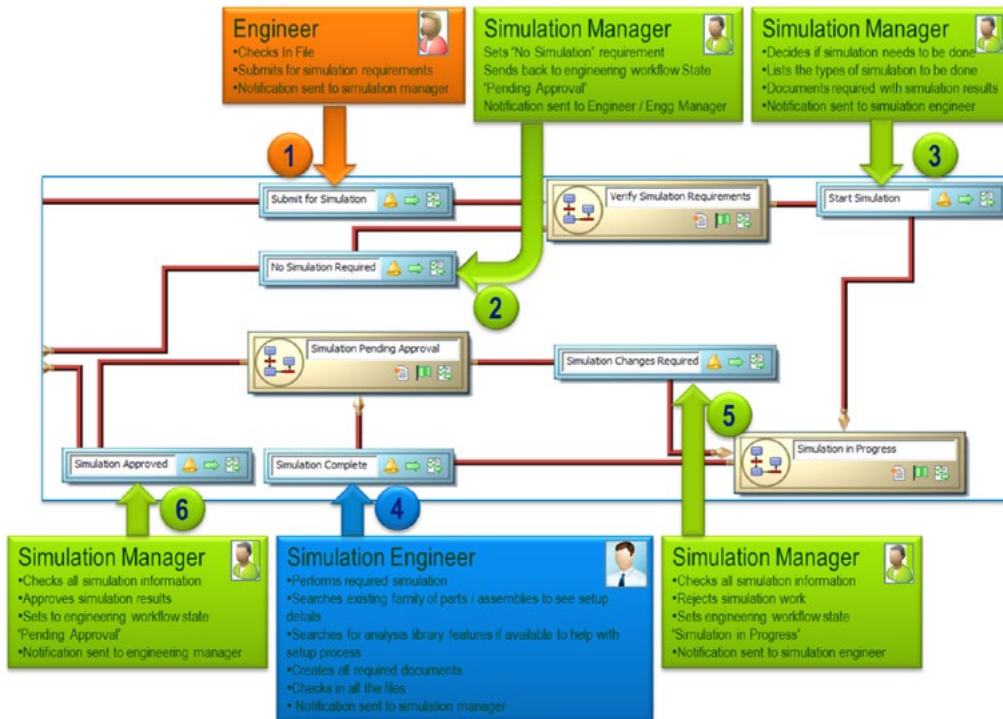 Engineer
•Checks In File
•Submits for simulation requirements
•Notification sent to simulation manager
Simulation Manager
Sets “No Simulation” requirement
Sends back to engineering workflow State
“Pending Approval”
Notification sent to Engineer / Engg Manager
Simulation Manager
•Decides if simulation needs to be done
•Lists the types of simulation to be done
•Documents required with simulation results
•Notification sent to simulation engineer
1
3
Submit for Simulation
Verify Simulation Requirements
Start Simulation
No Simulation Required
2
Simulation Pending Approval
Simulation Changes Required
5
Simulation in Progress
Simulation Approved
Simulation Complete
6
4
Simulation Manager
•Checks all simulation information
•Approves simulation results
•Sets to engineering workflow state
“Pending Approval”
•Notification sent to engineering manager
Simulation Engineer
•Performs required simulation
•Searches existing family of parts / assemblies to see setup
details
•Searches for analysis library features if available to help with
setup process
•Creates all required documents
•Checks in all the files
• Notification sent to simulation manager
Simulation Manager
•Checks all simulation information
•Rejects simulation work
•Sets engineering workflow state
“Simulation in Progress”
•Notification sent to simulation engineer